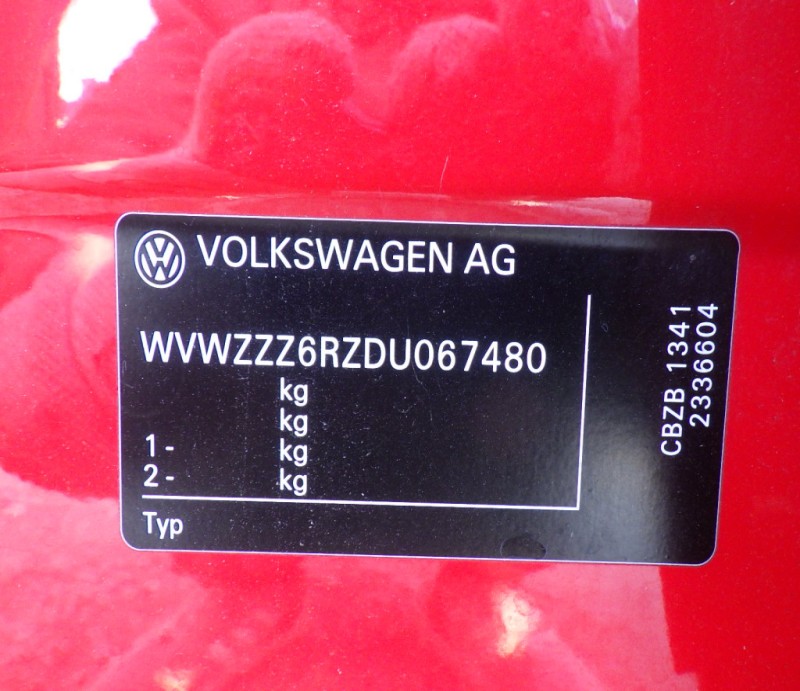 VOLKSWAGEN AG
WVWZZZ6RZDU067480
kg
kg
1- kg
2- kg
Typ
CBZB 1341
2336604